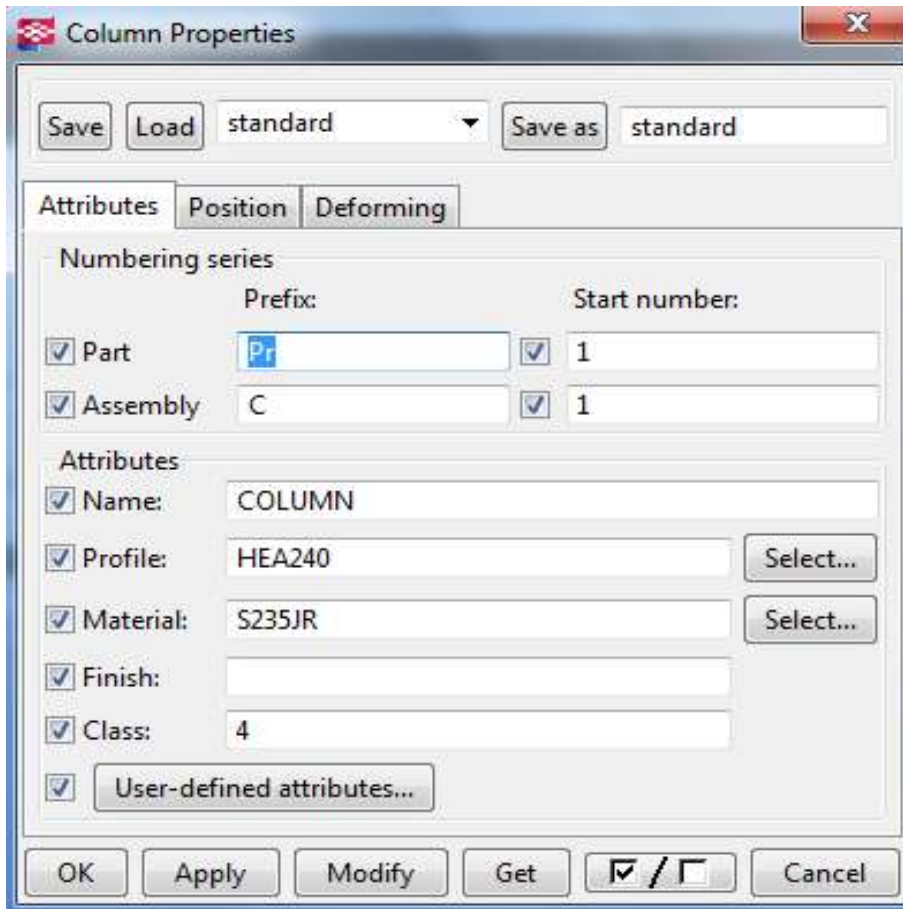 Column Properties
Save Load standard Save as standard
Attributes Position Deforming
Numbering series
Prefix: Start number:
Part Pr 1
Assembly C 1
Attributes
Name: COLUMN
Profile: HEA240 Select...
Material: S235JR Select...
Finish:
Class: 4
User-defined attributes...
OK Apply Modify Get / Cancel